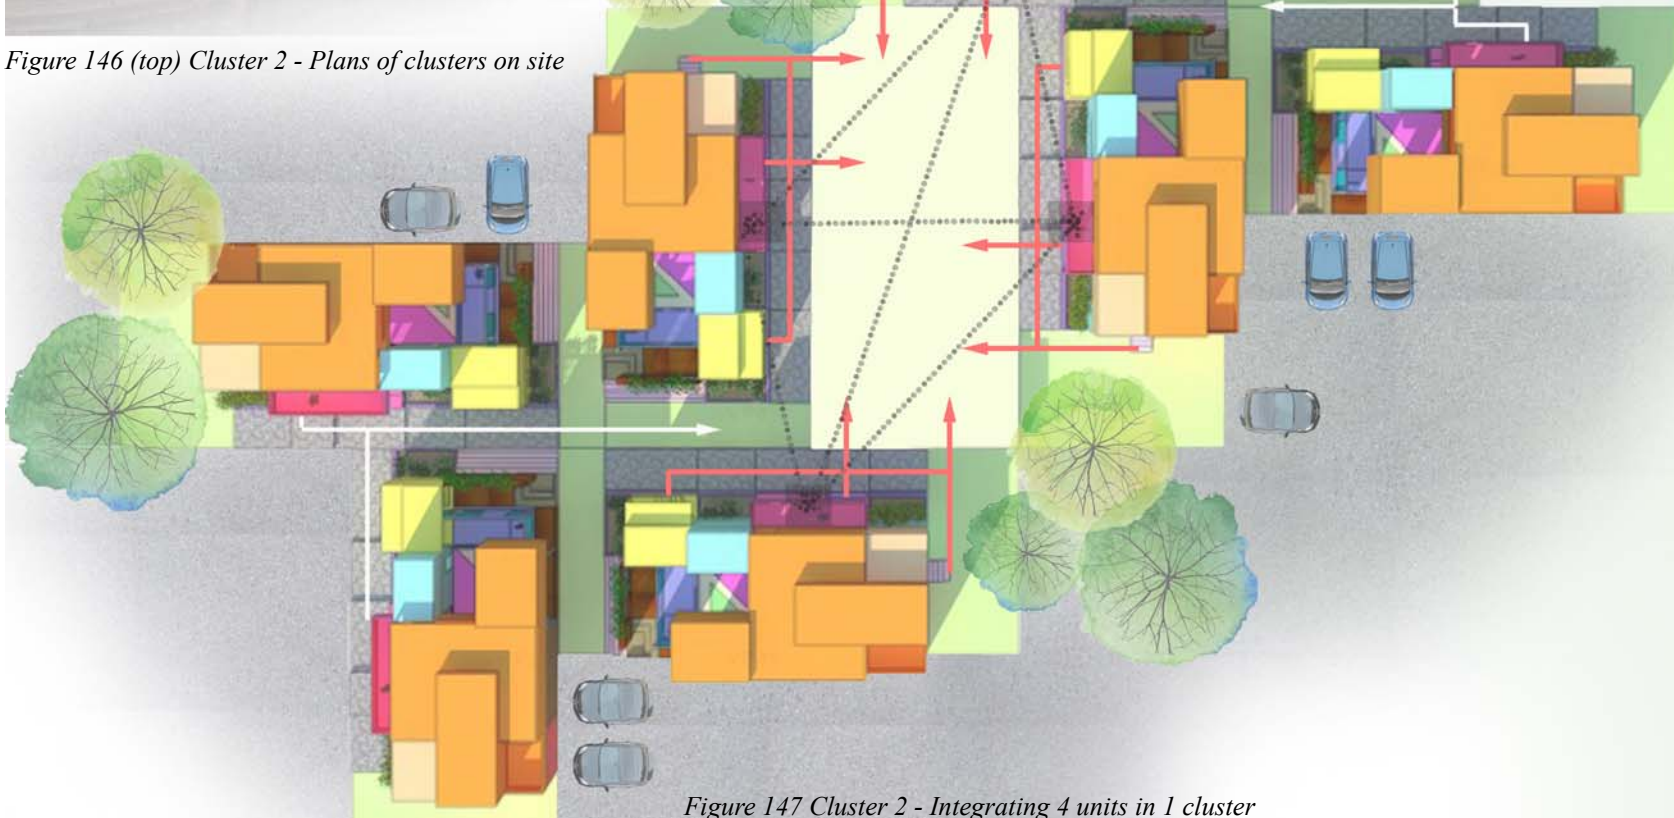 Figure 146 (top) Cluster 2 - Plans of clusters on site
Figure 147 Cluster 2 - Integrating 4 units in 1 cluster